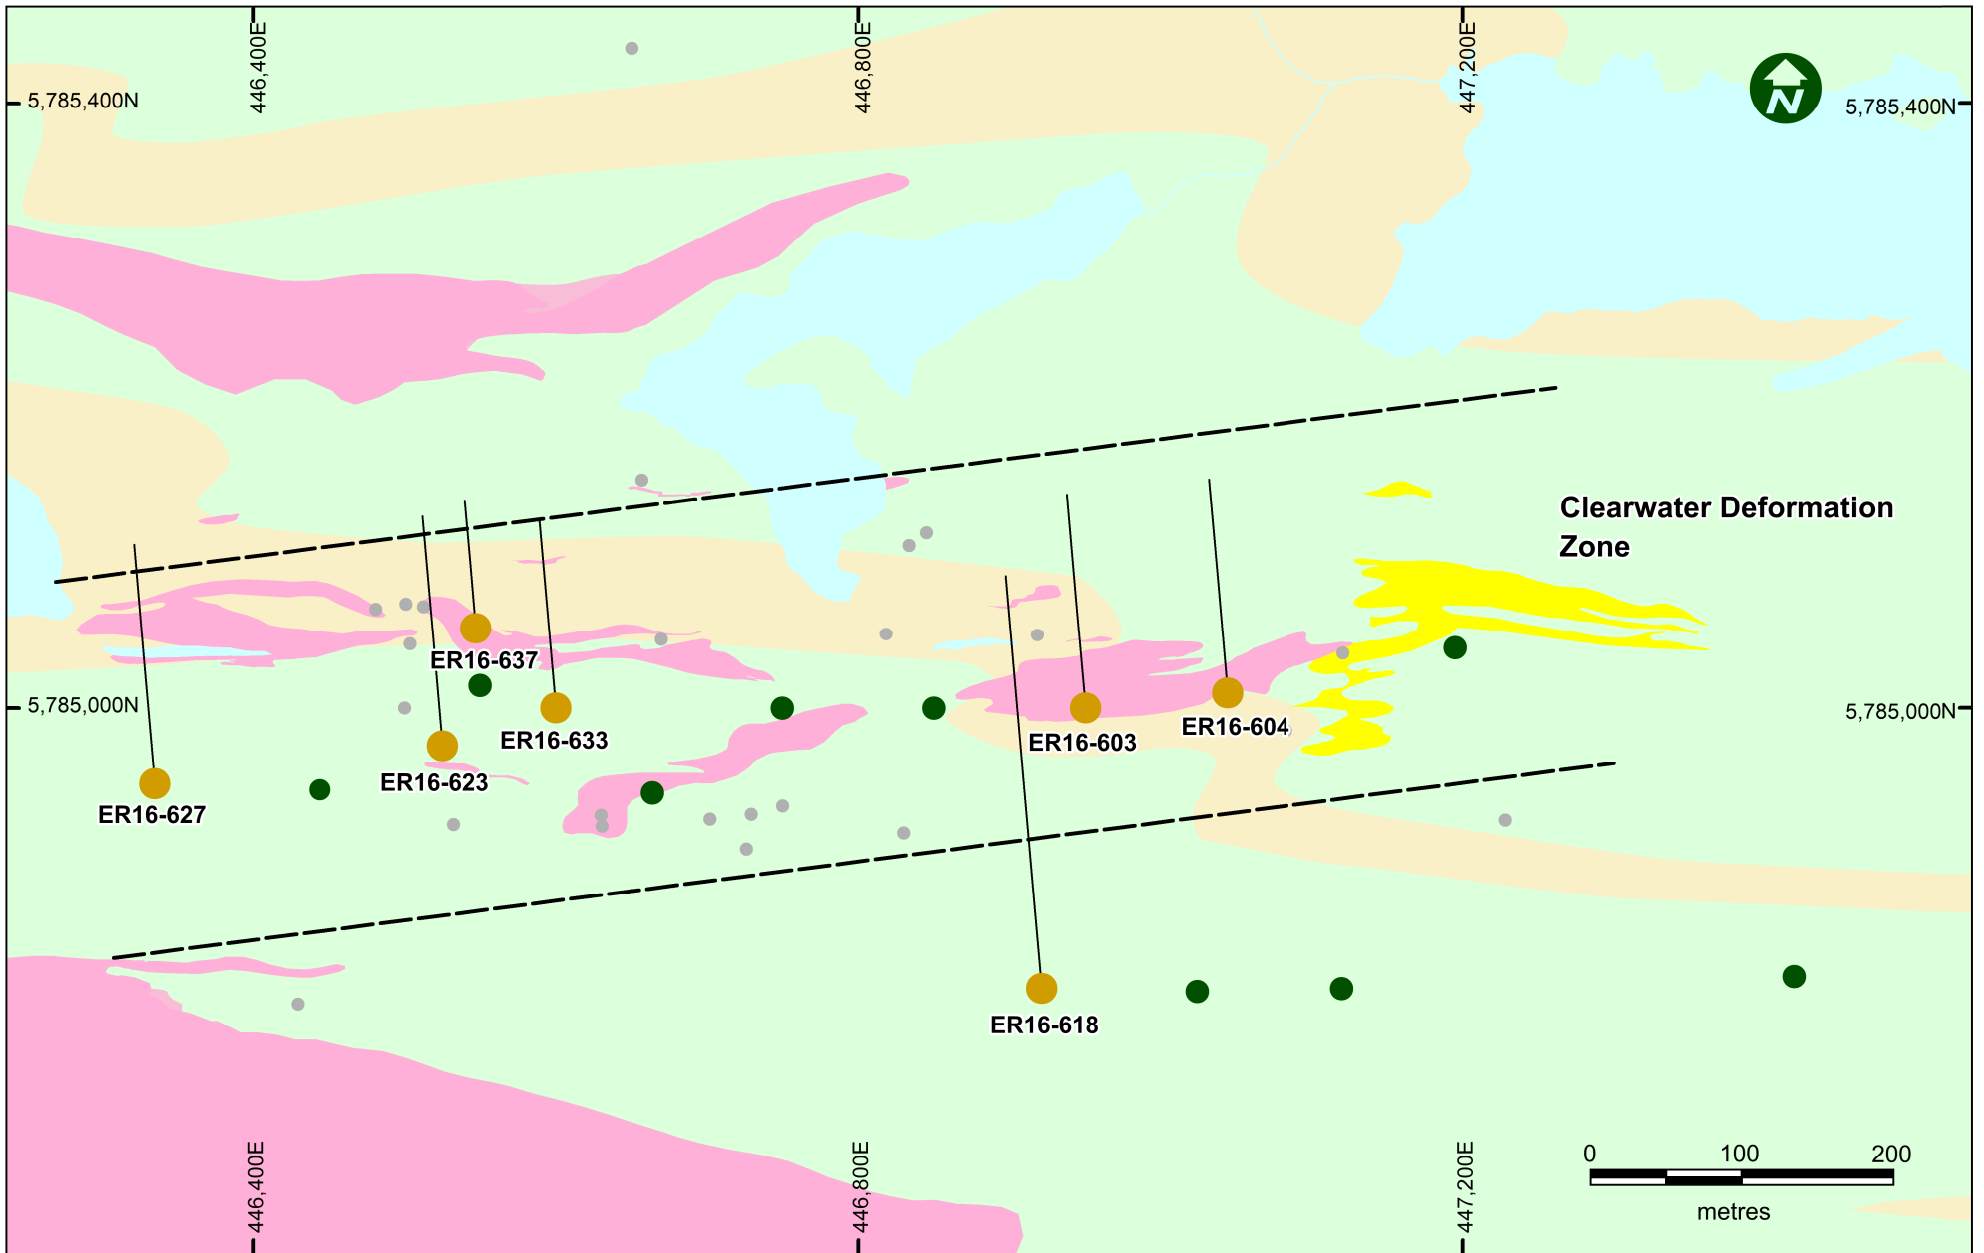 446,400E
446,800E
447,200E
5,785,400N
5,785,400N
N
Clearwater Deformation
Zone
ER16-637
5,785,000N
5,785,000N
ER16-633
ER16-603
ER16-604
ER16-623
ER16-627
ER16-618
446,400E
446,800E
447,200E
0 100 200
metres